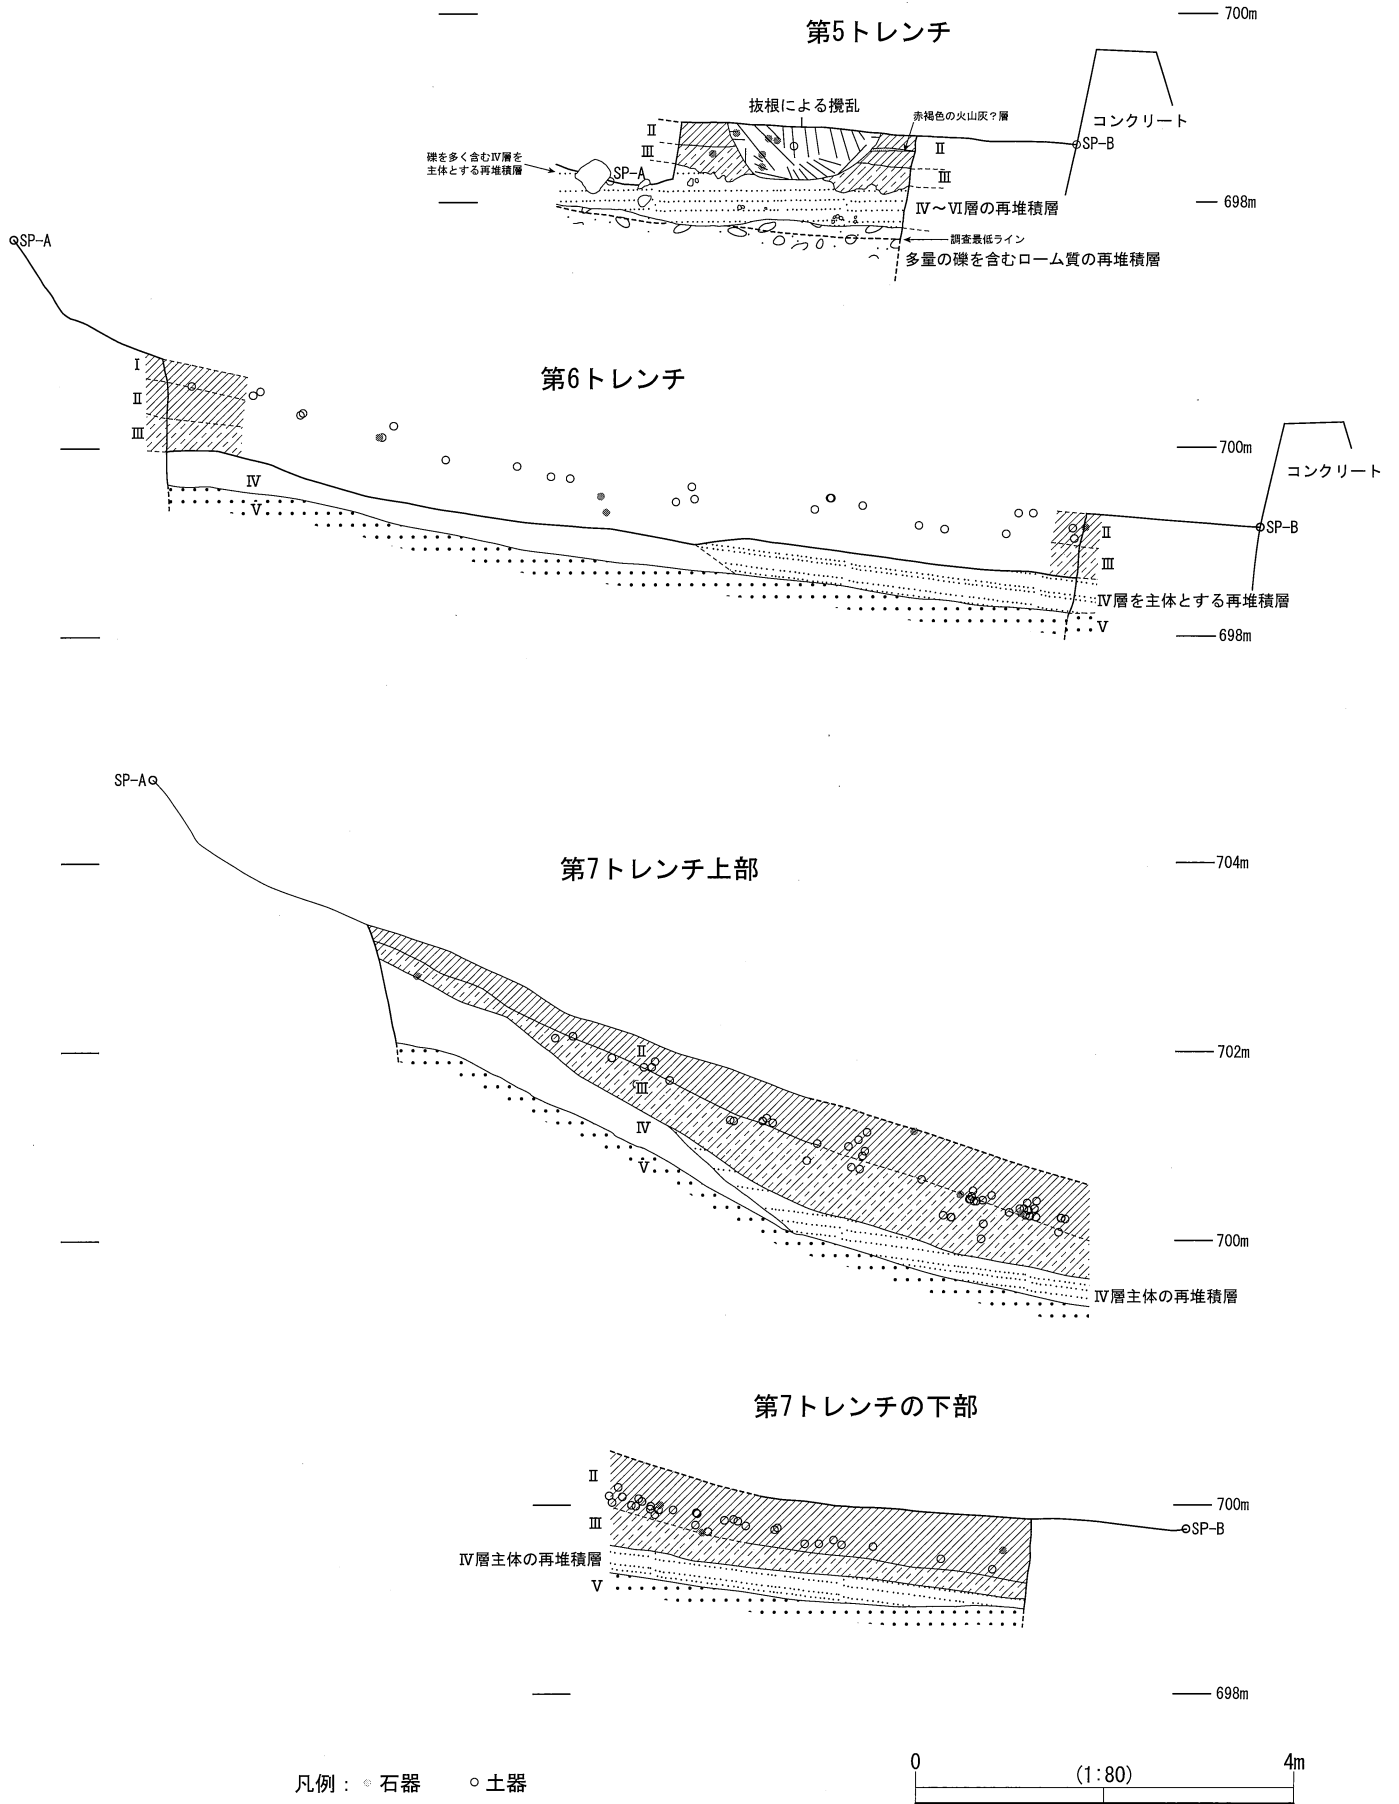 700m
第5トレンチ
抜根による攪乱
赤褐色の火山灰？層
コンクリート
Ⅱ
Ⅲ
Ⅱ
Ⅲ
SP-B
礫を多く含むⅣ層を
主体とする再堆積層
SP-A
Ⅳ～Ⅵ層の再堆積層
698m
調査最低ライン
多量の礫を含むローム質の再堆積層
SP-A
第6トレンチ
Ⅰ
Ⅱ
Ⅲ
Ⅳ
Ⅴ
700m
コンクリート
SP-B
Ⅱ
Ⅲ
Ⅳ層を主体とする再堆積層
Ⅴ
698m
SP-A
第7トレンチ上部
704m
702m
Ⅱ
Ⅲ
Ⅳ
Ⅴ
700m
Ⅳ層主体の再堆積層
第7トレンチの下部
Ⅱ
700m
Ⅲ
SP-B
Ⅳ層主体の再堆積層
Ⅴ
698m
凡例： 石器 土器
0 (1:80) 4m